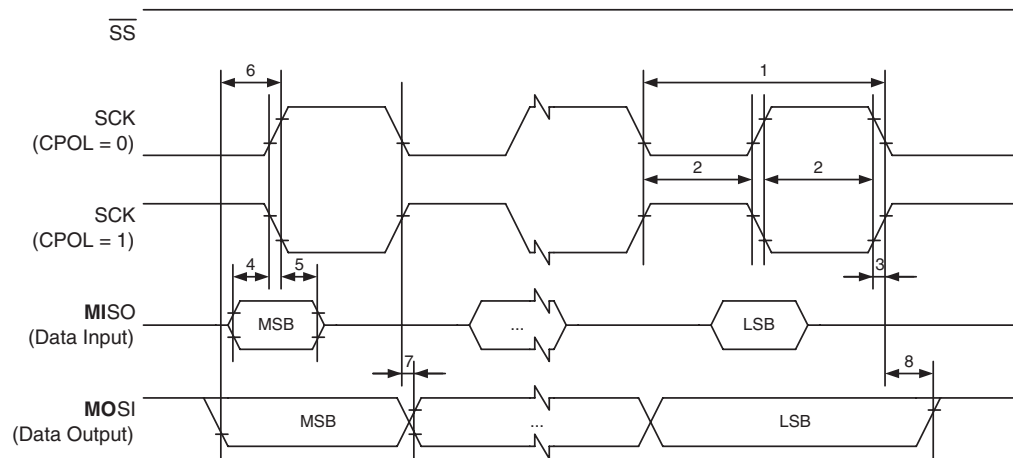 SS
6
1
SCK
(CPOL = 0)
2
2
SCK
(CPOL = 1)
4
5
3
MISO
(Data Input)
MSB
...
LSB
7
8
MOSI
(Data Output)
MSB
...
LSB